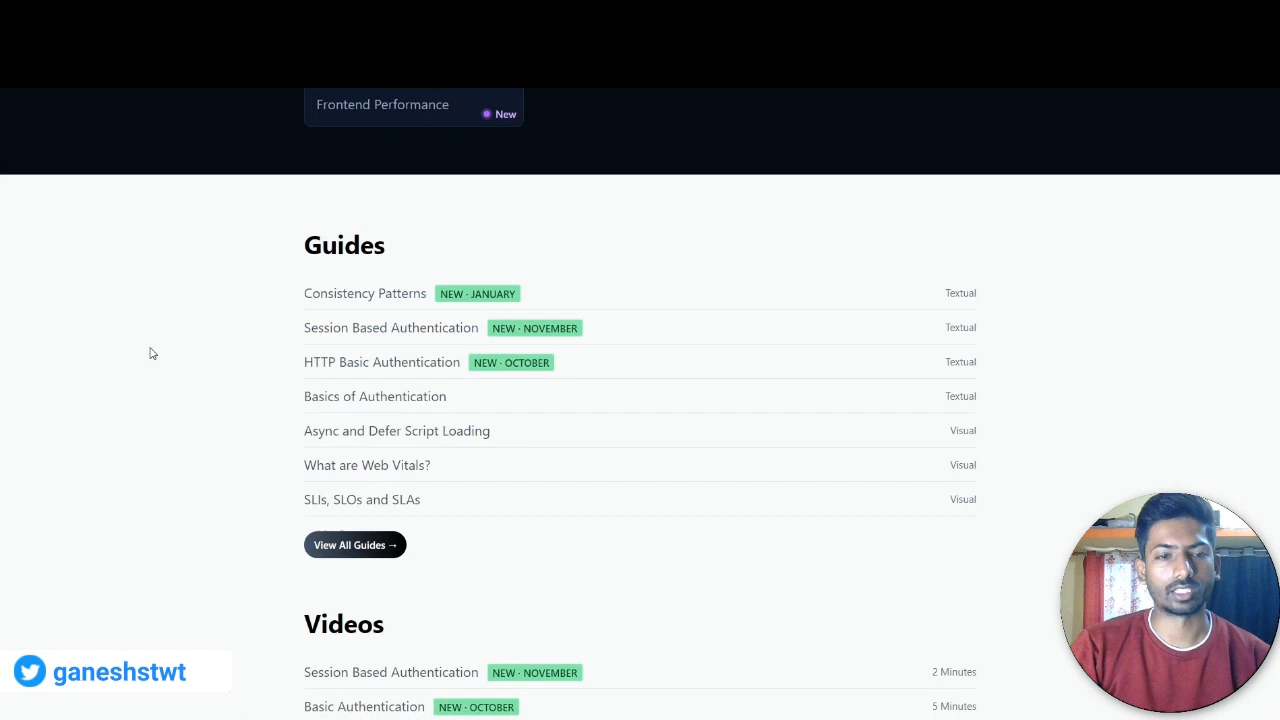 Frontend Performance
New
Guides
Consistency Patterns NEW · JANUARY Textual
Session Based Authentication NEW · NOVEMBER Textual
HTTP Basic Authentication NEW · OCTOBER Textual
Basics of Authentication Textual
Async and Defer Script Loading Visual
What are Web Vitals? Visual
SLIs, SLOs and SLAs Visual
View All Guides →
Videos
Session Based Authentication NEW · NOVEMBER 2 Minutes
Basic Authentication NEW · OCTOBER 5 Minutes
ganeshstwt